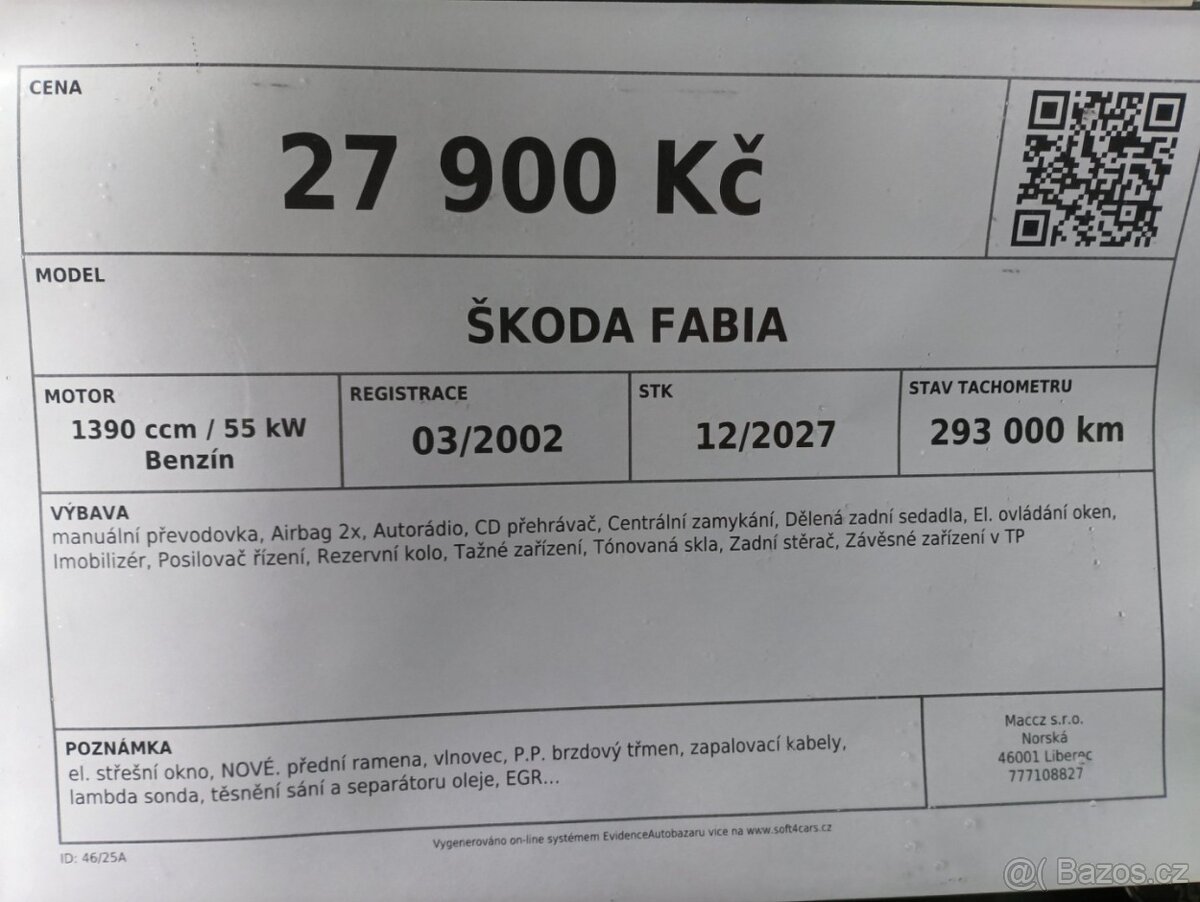 CENA
27 900 Kč
MODEL
ŠKODA FABIA
MOTOR
1390 ccm / 55 kW
Benzín
REGISTRACE
03/2002
STK
12/2027
STAV TACHOMETRU
293 000 km
VÝBAVA
manuální převodovka, Airbag 2x, Autorádio, CD přehrávač, Centrální zamykání, Dělená zadní sedadla, El. ovládání oken,
Imobilizér, Posilovač řízení, Rezervní kolo, Tažné zařízení, Tónovaná skla, Zadní stěrač, Závěsné zařízení v TP
POZNÁMKA
el. střešní okno, NOVÉ. přední ramena, vlnovec, P.P. brzdový třmen, zapalovací kabely,
lambda sonda, těsnění sání a separátoru oleje, EGR...
Maccz s.r.o.
Norská
46001 Liberec
777108827
Vygenerováno on-line systémem EvidenceAutobazaru více na www.soft4cars.cz
ID: 46/25A
@( Bazos.cz